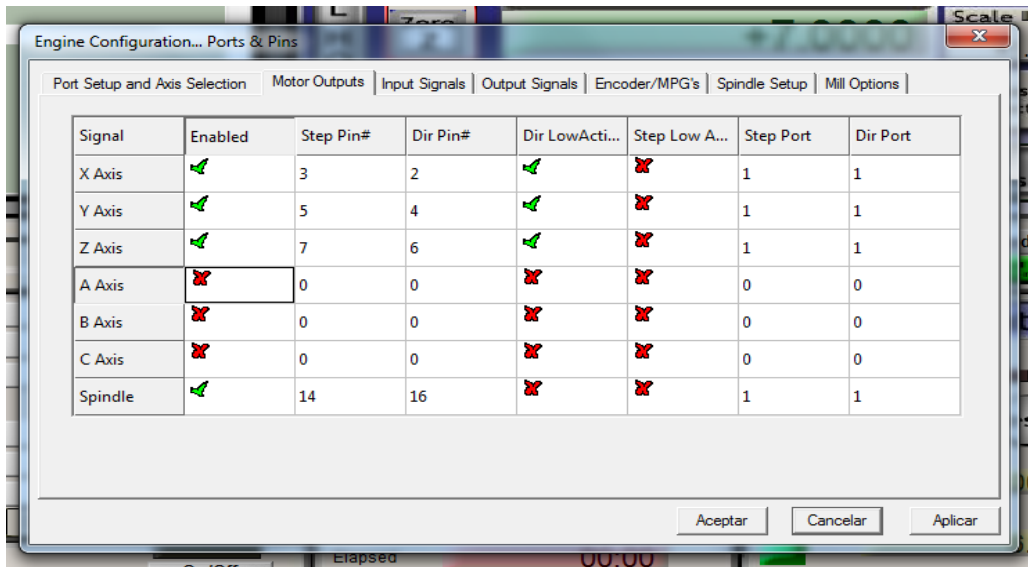 Scale
Zero
Z
+7.0000
Engine Configuration... Ports & Pins
Port Setup and Axis Selection Motor Outputs Input Signals Output Signals Encoder/MPG's Spindle Setup Mill Options
Signal Enabled Step Pin# Dir Pin# Dir LowActi... Step Low A... Step Port Dir Port
X Axis 3 2 1 1
Y Axis 5 4 1 1
Z Axis 7 6 1 1
A Axis 0 0 0 0
B Axis 0 0 0 0
C Axis 0 0 0 0
Spindle 14 16 1 1
Aceptar Cancelar Aplicar
Elapsed 00:00